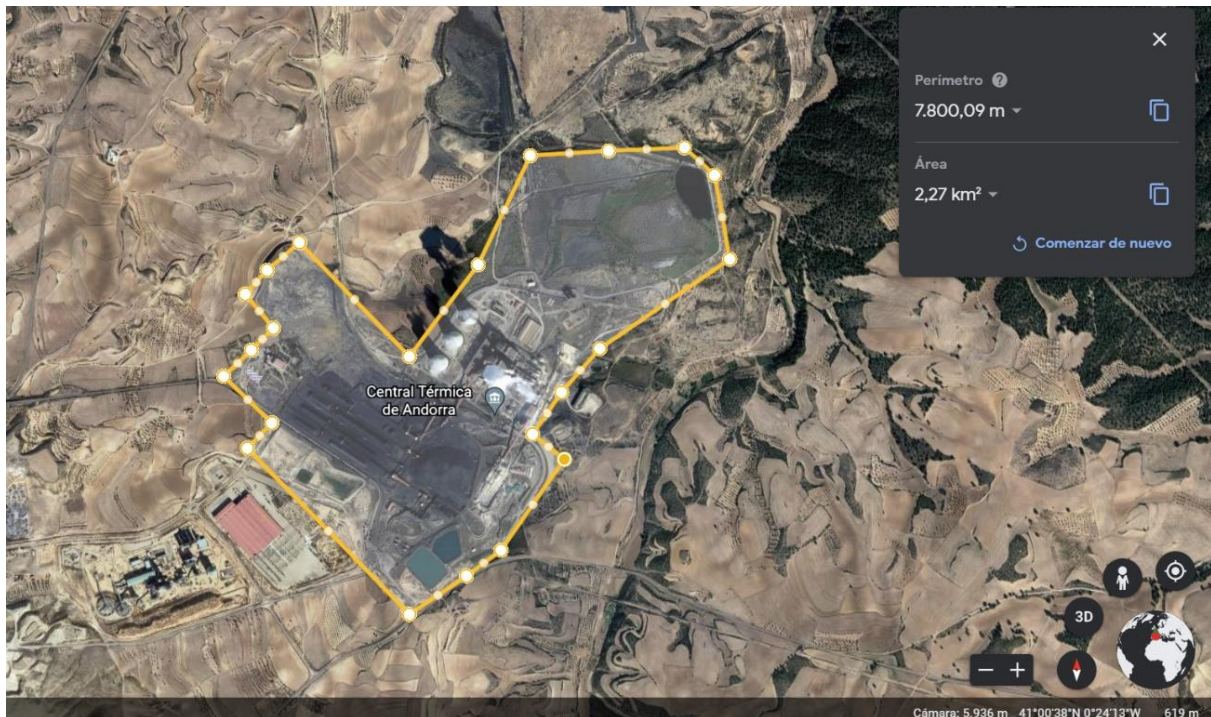 Perímetro
7.800,09 m
Área
2,27 km²
Comenzar de nuevo
Central Térmica
de Andorra
3D
Cámara: 5.936 m 41°00'38"N 0°24'13"W 619 m